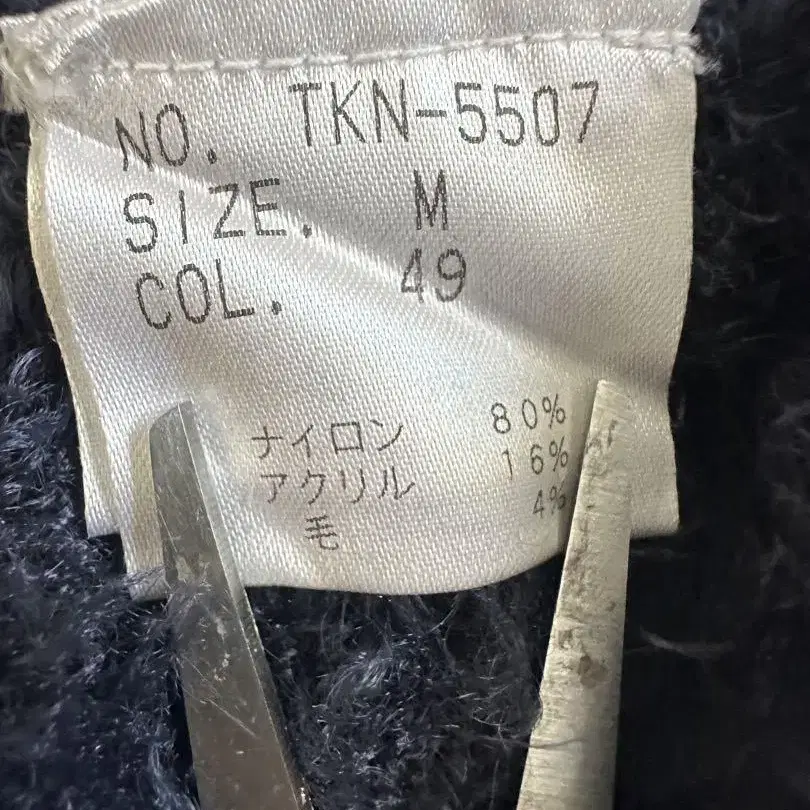 NO. TKN-5507
SIZE. M
COL. 49
ナイロン 80%
アクリル 16%
毛 4%